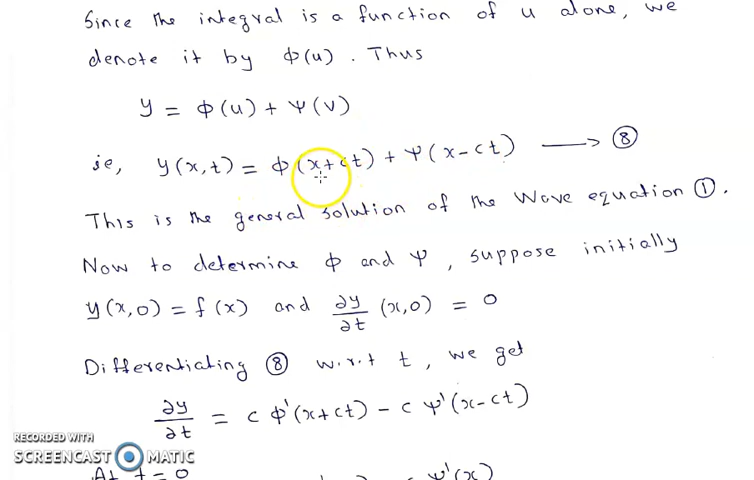 Since the integral is a function of u alone, we
denote it by ϕ(u). Thus
y = ϕ(u) + ψ(v)
ie, y(x,t) = ϕ(x+ct) + ψ(x-ct) ⟶ ⑧
This is the general solution of the Wave equation ①.
Now to determine ϕ and ψ, suppose initially
y(x,0) = f(x) and ∂y/∂t (x,0) = 0
Differentiating ⑧ w.r.t t, we get
∂y/∂t = c ϕ'(x+ct) - c ψ'(x-ct)
RECORDED WITH
SCREENCAST MATIC
At t=0
ψ'(x)